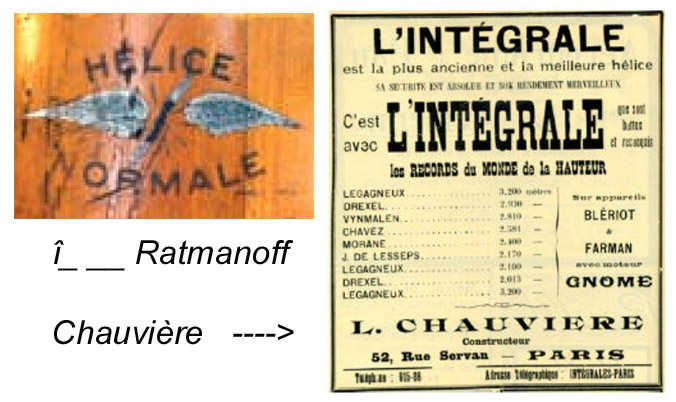 HÉLICE
NORMALE
î_ __ Ratmanoff
Chauvière ---->
L'INTÉGRALE
est la plus ancienne et la meilleure hélice
SA SÉCURITÉ EST ABSOLUE ET SON RENDEMENT MERVEILLEUX
C'est avec
L'INTÉGRALE
que sont
battus
et reconquis
les RECORDS du MONDE de la HAUTEUR
LEGAGNEUX 3,200 mètres
DREXEL 2.930 —
VYNMALEN 2.810 —
CHAVEZ 2.581 —
MORANE 2.400 —
J. DE LESSEPS 2.170 —
LEGAGNEUX 2.100 —
DREXEL 2,013 —
LEGAGNEUX 3.200 —
Sur appareils
BLÉRIOT
&
FARMAN
avec moteur
GNOME
L. CHAUVIERE
Constructeur
52, Rue Servan — PARIS
Téléphone : 915-86
Adresse Télégraphique : INTÉGRALES-PARIS